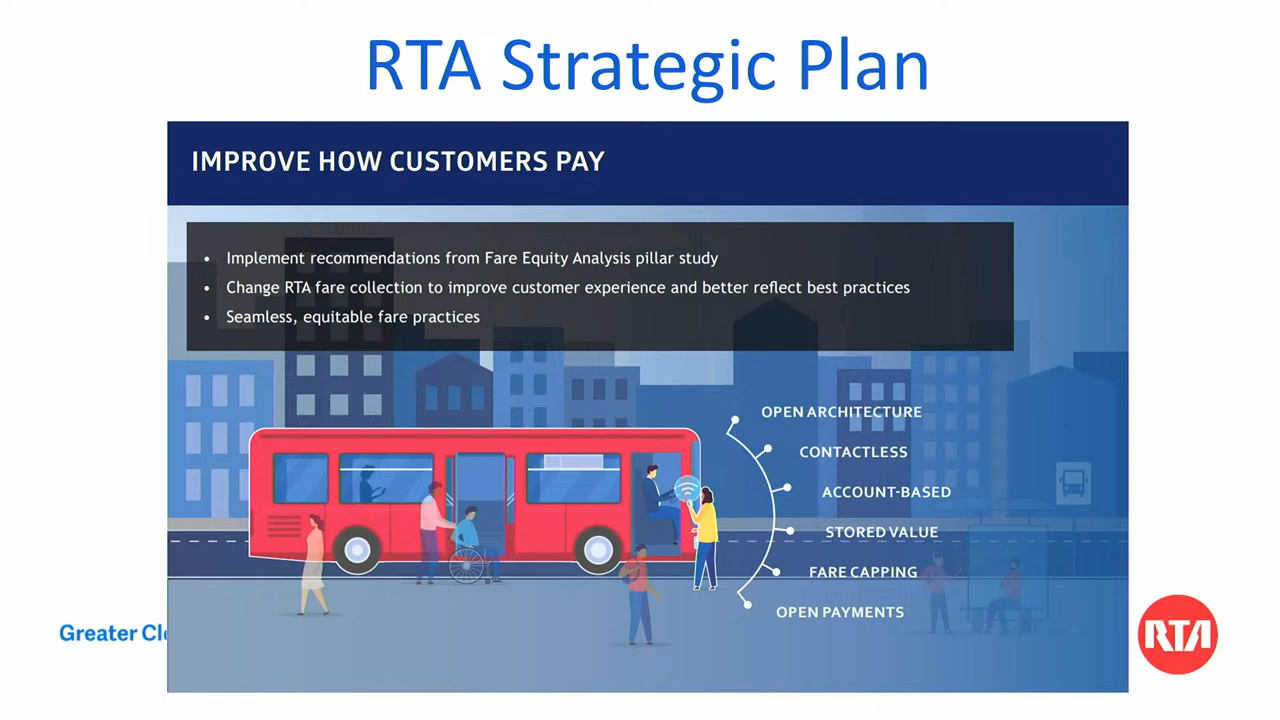 RTA Strategic Plan
IMPROVE HOW CUSTOMERS PAY
• Implement recommendations from Fare Equity Analysis pillar study
• Change RTA fare collection to improve customer experience and better reflect best practices
• Seamless, equitable fare practices
OPEN ARCHITECTURE
CONTACTLESS
ACCOUNT-BASED
STORED VALUE
FARE CAPPING
OPEN PAYMENTS
Greater Cl
RTA